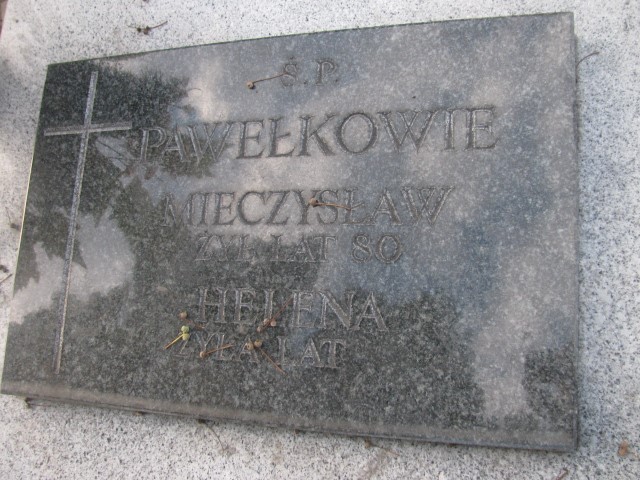 Ś.P.
PAWEŁKOWIE
MIECZYSŁAW
ŻYŁ LAT 80
HELENA
ŻYŁA LAT